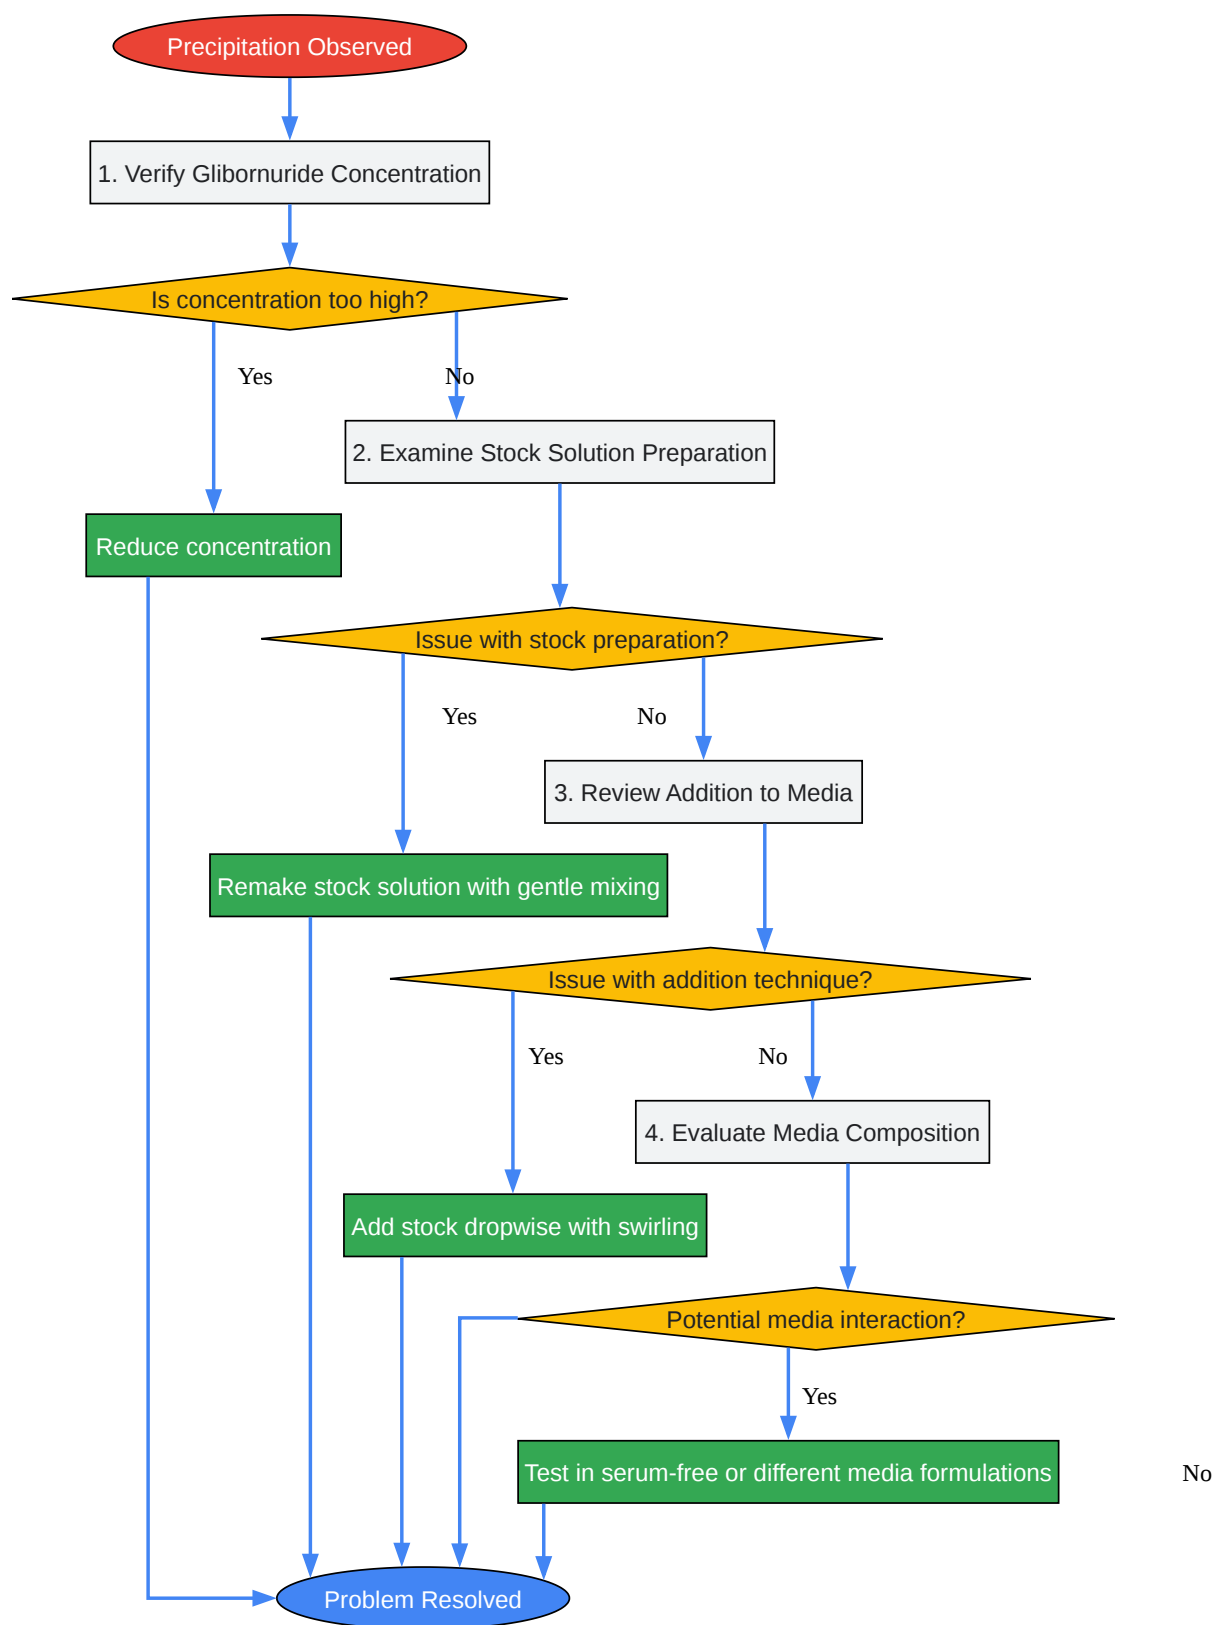 Precipitation Observed
1. Verify Glibornuride Concentration
Is concentration too high?
Yes
No
2. Examine Stock Solution Preparation
Reduce concentration
Issue with stock preparation?
Yes
No
3. Review Addition to Media
Remake stock solution with gentle mixing
Issue with addition technique?
Yes
No
4. Evaluate Media Composition
Add stock dropwise with swirling
Potential media interaction?
Yes
Test in serum-free or different media formulations
No
Problem Resolved